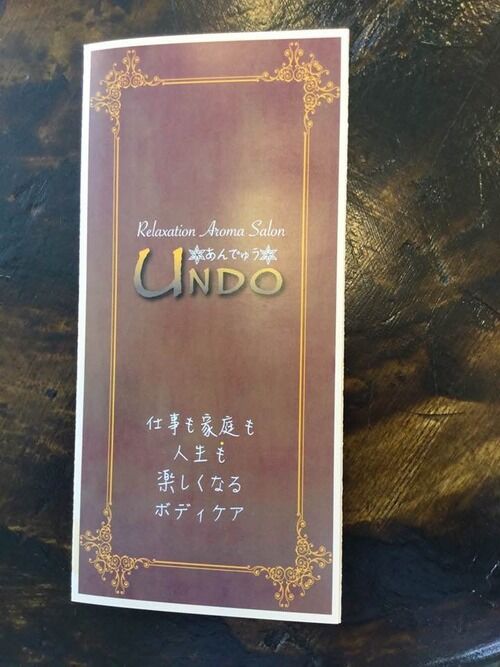 Relaxation Aroma Salon
あんでゅう
UNDO
仕事も家庭も
人生も
楽しくなる
ボディケア